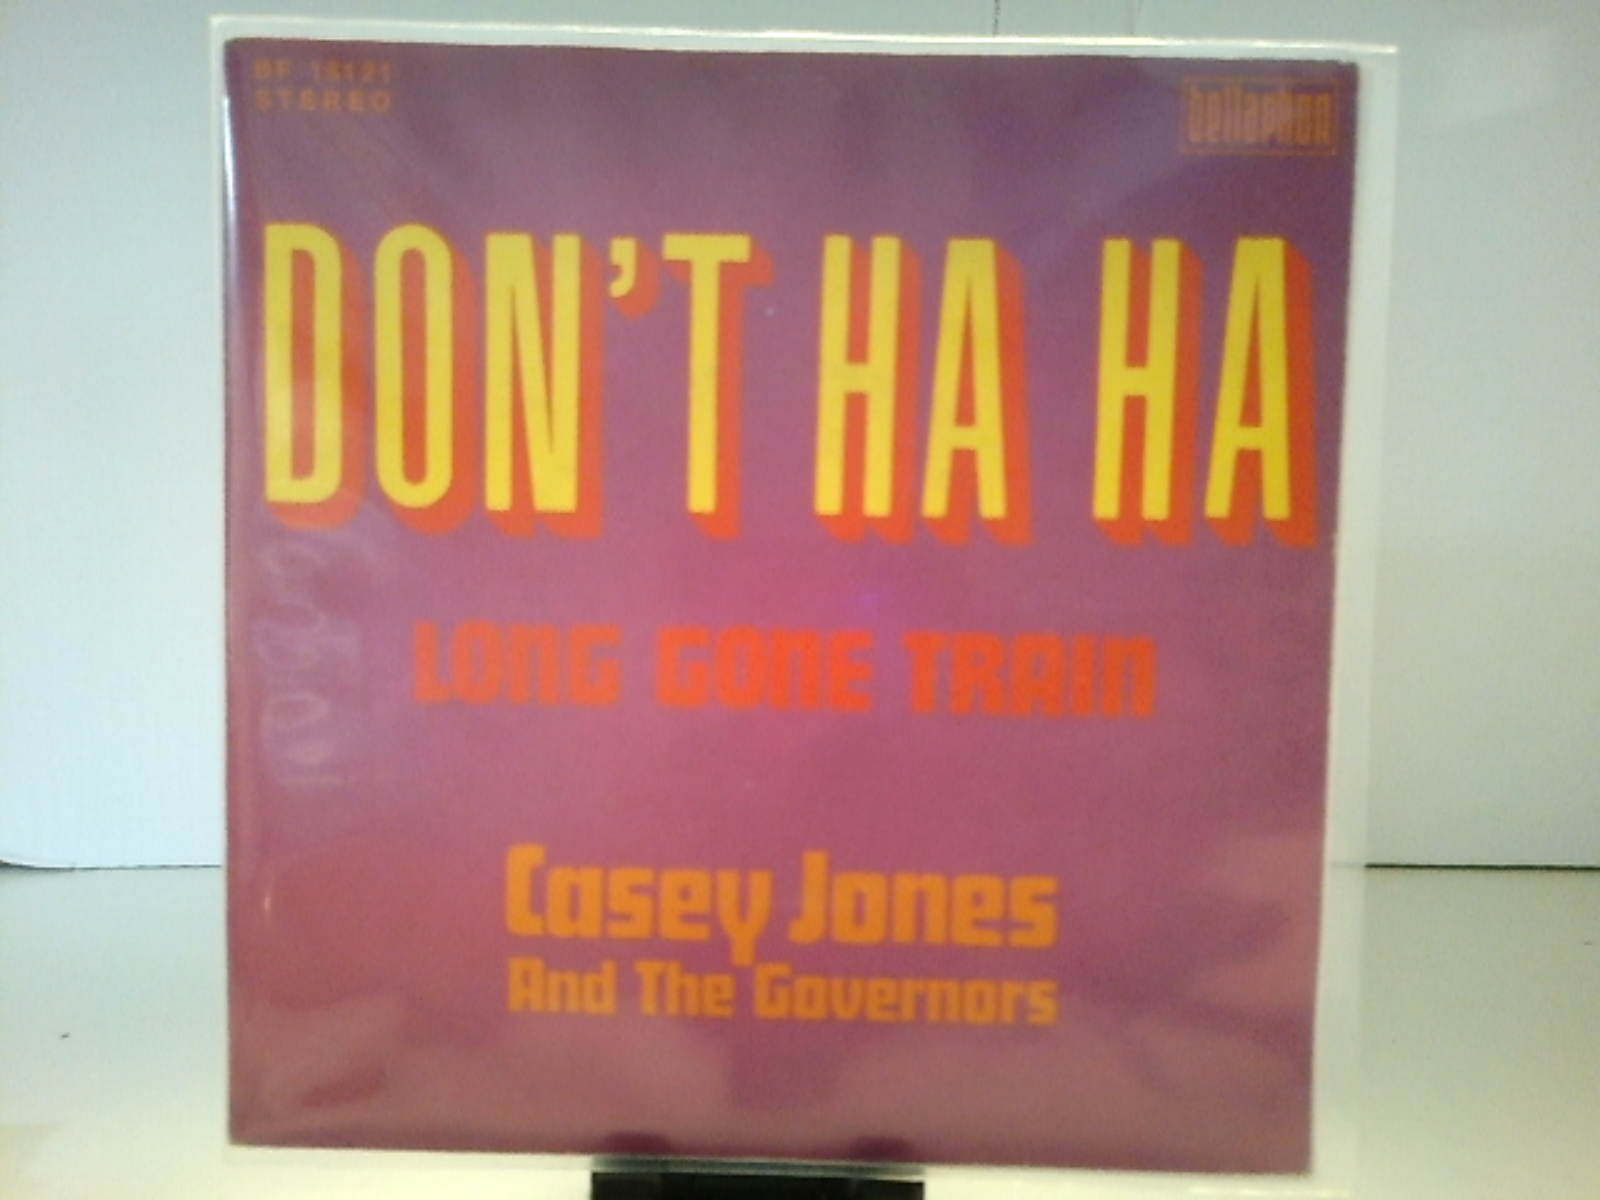 BF 18121
STEREO
bellaphon
DON'T HA HA
LONG GONE TRAIN
Casey Jones
And The Governors